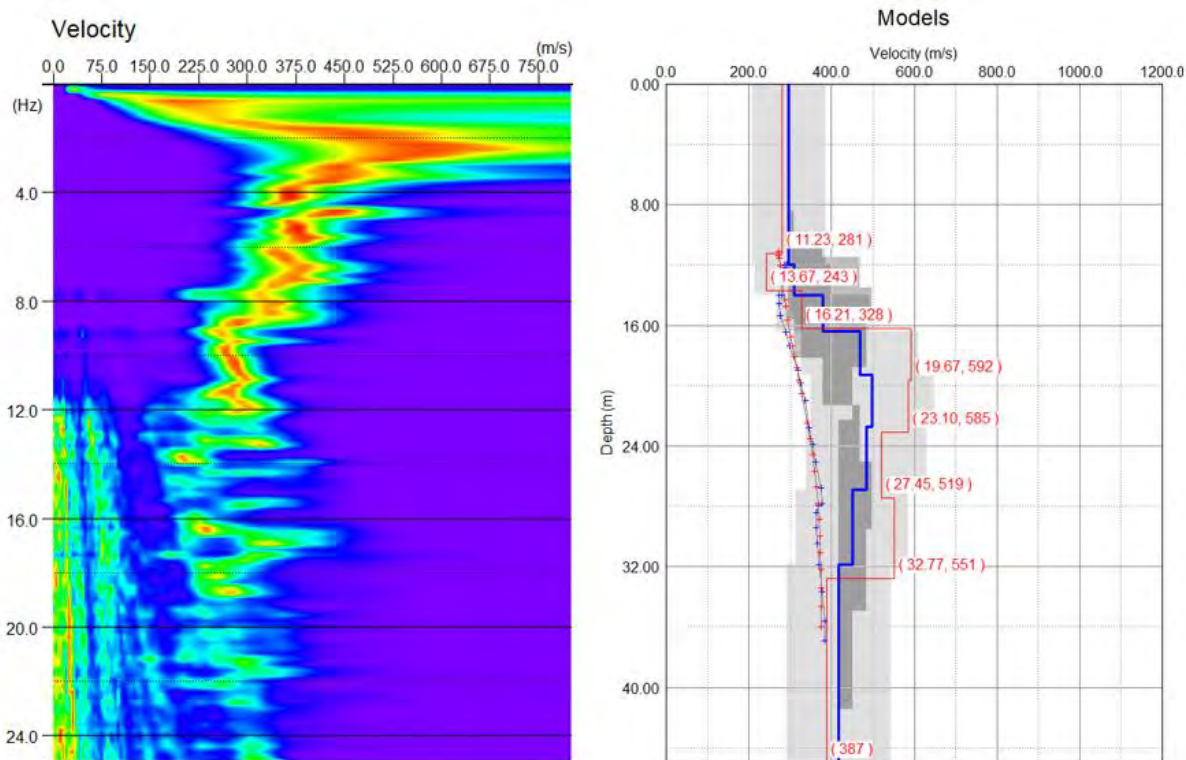 Velocity
(m/s)
0.0 75.0 150.0 225.0 300.0 375.0 450.0 525.0 600.0 675.0 750.0
(Hz)
4.0
8.0
12.0
16.0
20.0
24.0
Models
Velocity (m/s)
0.0 200.0 400.0 600.0 800.0 1000.0 1200.0
0.00
8.00
16.00
24.00
32.00
40.00
Depth (m)
( 11.23, 281 )
( 13.67, 243 )
( 16.21, 328 )
( 19.67, 592 )
( 23.10, 585 )
( 27.45, 519 )
( 32.77, 551 )
( 387 )